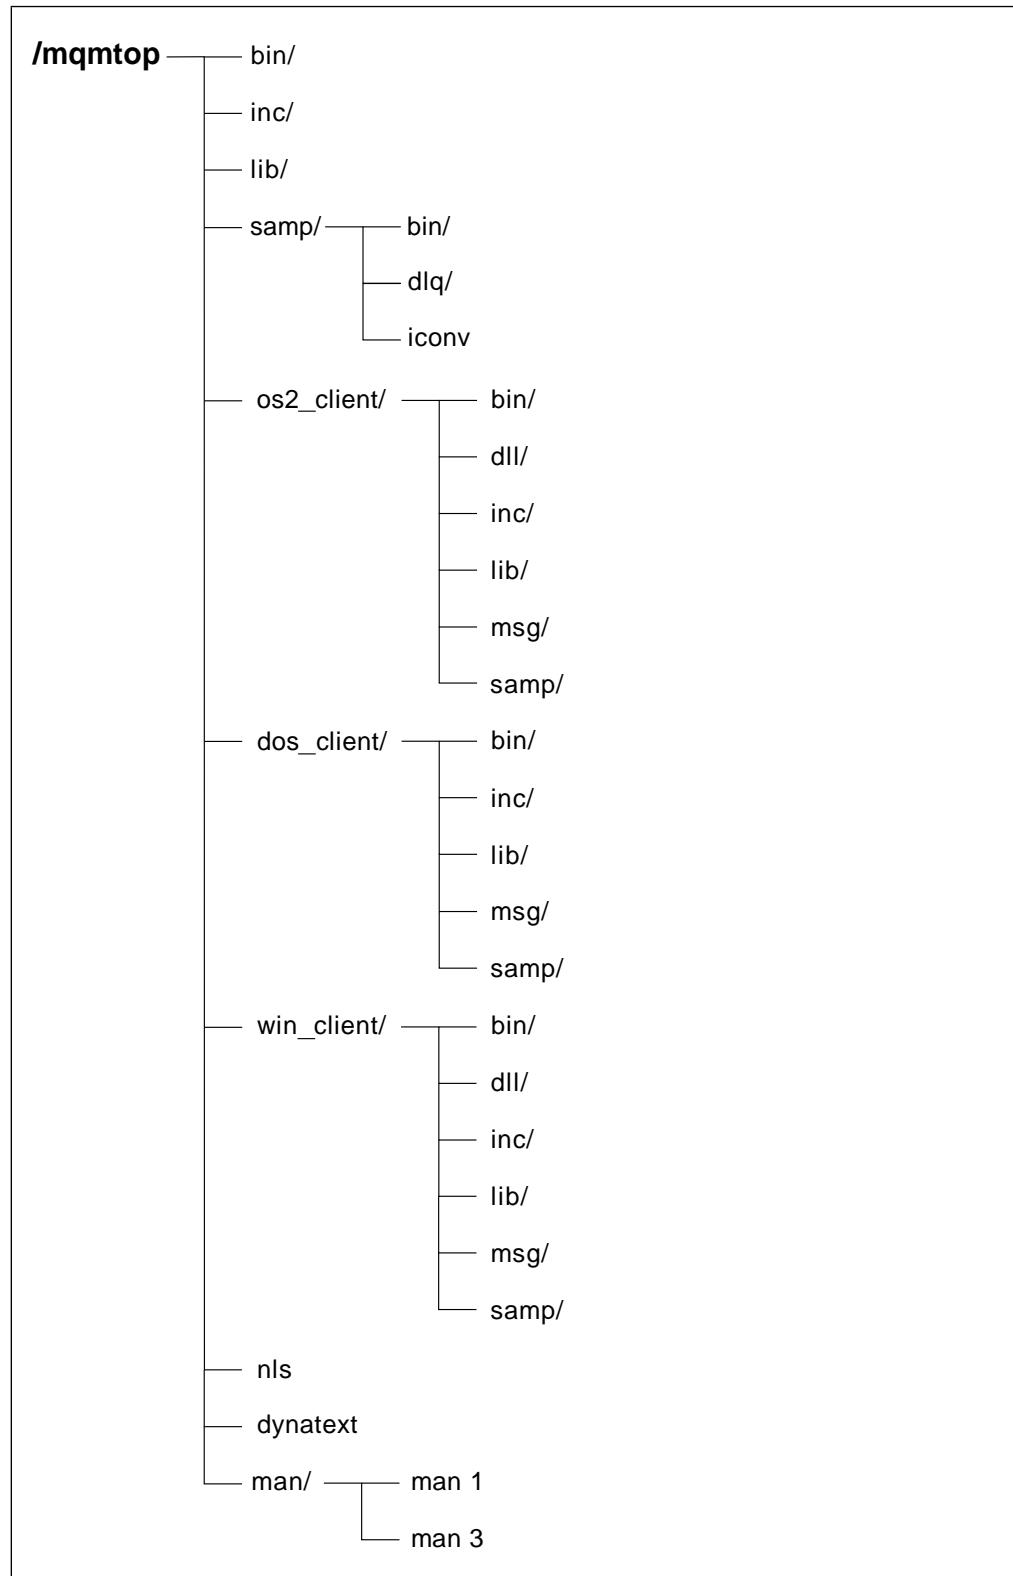 /mqmtop bin/
inc/
lib/
samp/ bin/
dlq/
iconv
os2_client/ bin/
dll/
inc/
lib/
msg/
samp/
dos_client/ bin/
inc/
lib/
msg/
samp/
win_client/ bin/
dll/
inc/
lib/
msg/
samp/
nls
dynatext
man/ man 1
man 3